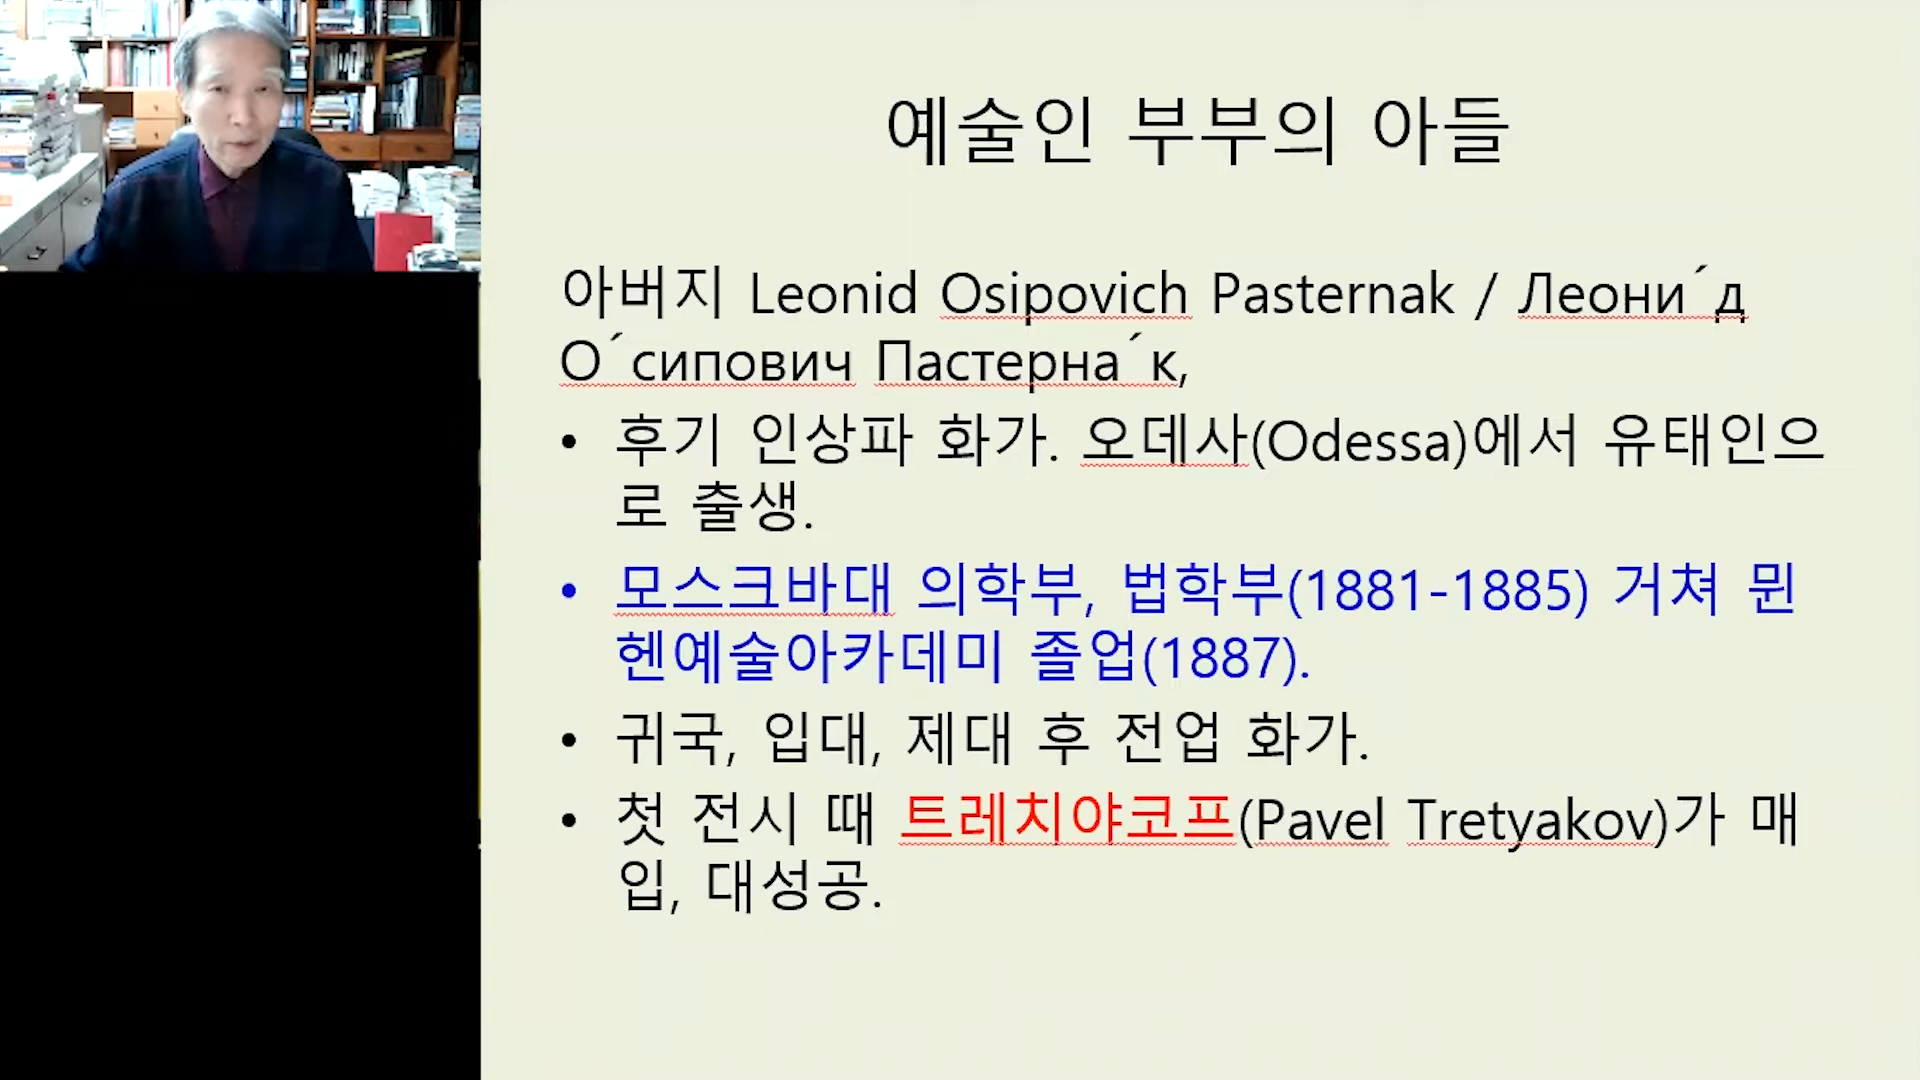 예술인 부부의 아들
아버지 Leonid Osipovich Pasternak / Леони´д
О´сипович Пастерна´к,
• 후기 인상파 화가. 오데사(Odessa)에서 유태인으
로 출생.
• 모스크바대 의학부, 법학부(1881-1885) 거쳐 뮌
헨예술아카데미 졸업(1887).
• 귀국, 입대, 제대 후 전업 화가.
• 첫 전시 때 트레치야코프(Pavel Tretyakov)가 매
입, 대성공.